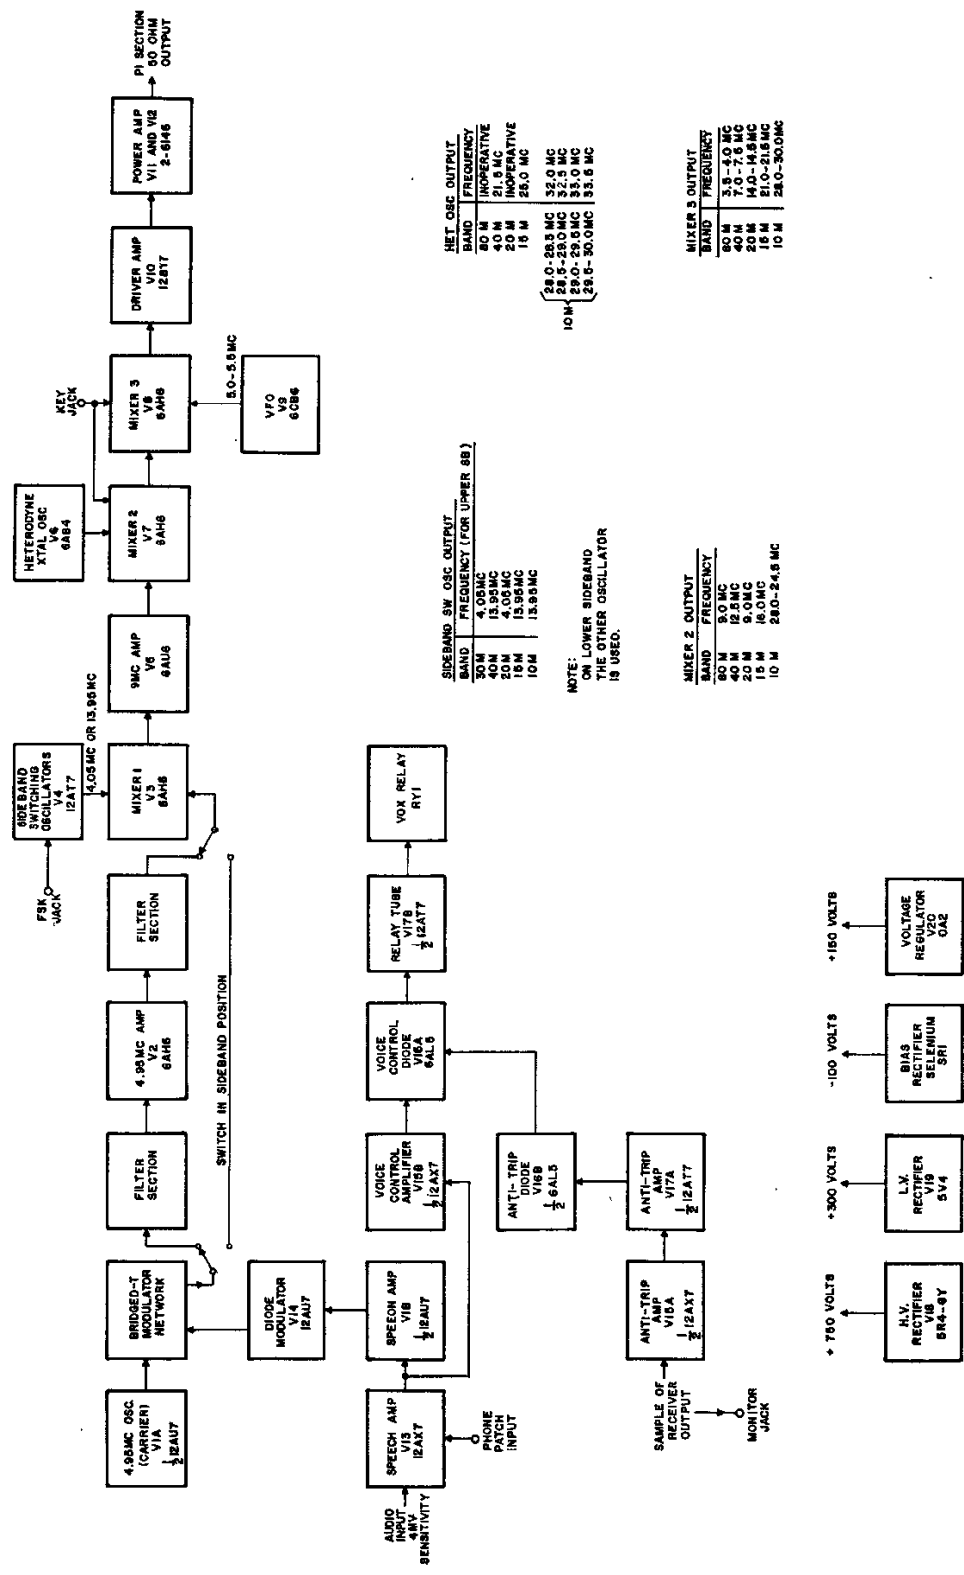 4.95MC OSC.
(CARRIER)
V1A
½ 12AU7
BRIDGED-T
MODULATOR
NETWORK
FILTER
SECTION
4.95MC AMP
V2
6AH6
FILTER
SECTION
SWITCH IN SIDEBAND POSITION
FSK
JACK
SIDEBAND
SWITCHING
OSCILLATORS
V4
12AT7
4.05 MC OR 13.95 MC
MIXER 1
V3
6AH6
9MC AMP
V5
6AU6
HETERODYNE
XTAL OSC
V6
6AB4
MIXER 2
V7
6AH6
KEY
JACK
MIXER 3
V8
6AH6
5.0-5.5 MC
VFO
V9
6CB6
DRIVER AMP
V10
12BY7
POWER AMP
V11 AND V12
2-6146
PI SECTION
50 OHM
OUTPUT
DIODE
MODULATOR
V14
12AU7
AUDIO
INPUT
4MV
SENSITIVITY
SPEECH AMP
V13
12AX7
PHONE
PATCH
INPUT
SPEECH AMP
V1B
½ 12AU7
VOICE
CONTROL
AMPLIFIER
V15B
½ 12AX7
VOICE
CONTROL
DIODE
V16A
6AL5
RELAY TUBE
V17B
½ 12AT7
VOX RELAY
RY1
ANTI-TRIP
DIODE
V16B
½ 6AL5
SAMPLE OF
RECEIVER
OUTPUT
MONITOR
JACK
ANTI-TRIP
AMP
V15A
½ 12AX7
ANTI-TRIP
AMP
V17A
½ 12AT7
SIDEBAND SW OSC OUTPUT
BAND FREQUENCY (FOR UPPER SB)
80 M 4.05MC
40 M 13.95MC
20 M 4.05 MC
15 M 13.95MC
10 M 13.95MC
NOTE:
ON LOWER SIDEBAND
THE OTHER OSCILLATOR
IS USED.
HET OSC OUTPUT
BAND FREQUENCY
80 M INOPERATIVE
40 M 21.5 MC
20 M INOPERATIVE
15 M 25.0 MC
10M
28.0-28.5 MC 32.0 MC
28.5-29.0MC 32.5 MC
29.0-29.5MC 33.0 MC
29.5-30.0MC 33.5 MC
MIXER 2 OUTPUT
BAND FREQUENCY
80 M 9.0 MC
40 M 12.5 MC
20 M 9.0 MC
15 M 16.0MC
10 M 23.0-24.5 MC
MIXER 3 OUTPUT
BAND FREQUENCY
80 M 3.5-4.0 MC
40 M 7.0-7.5 MC
20 M 14.0-14.5MC
15 M 21.0-21.5MC
10 M 28.0-30.0MC
+750 VOLTS
H.V.
RECTIFIER
V18
5R4-GY
+300 VOLTS
L.V.
RECTIFIER
V19
5V4
-100 VOLTS
BIAS
RECTIFIER
SELENIUM
SR1
+150 VOLTS
VOLTAGE
REGULATOR
V20
OA2